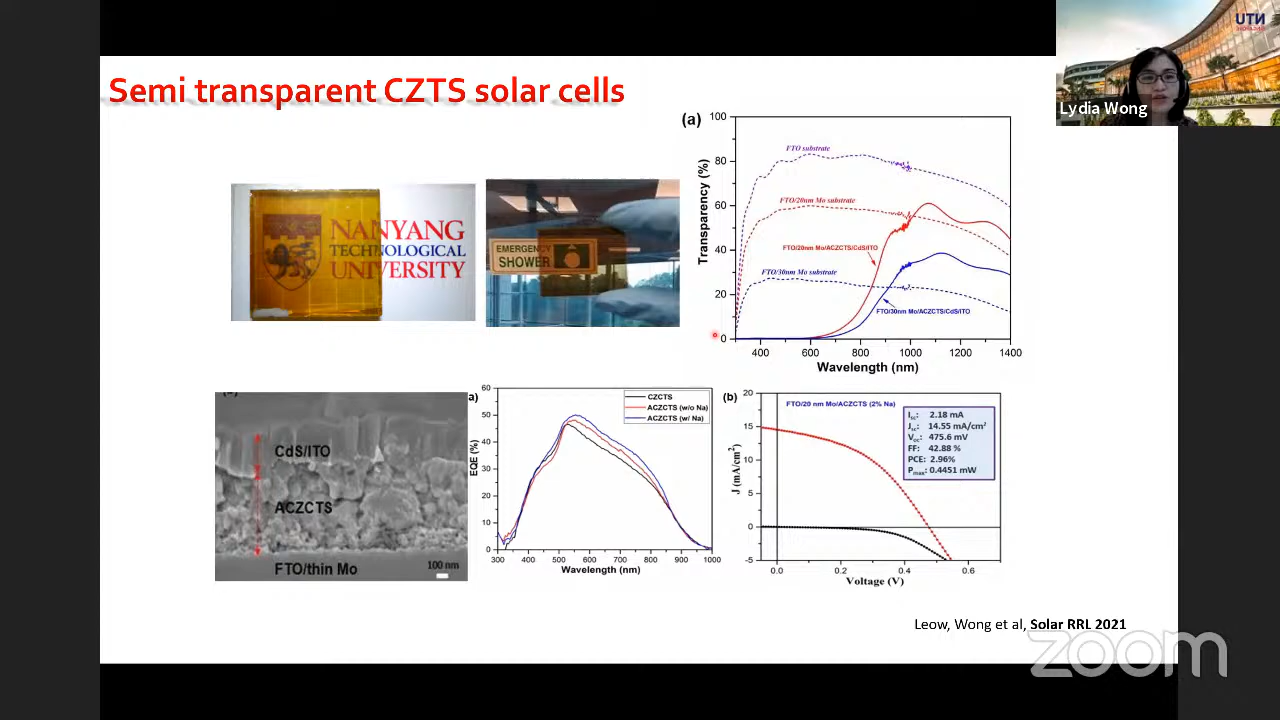 UTN
Lydia Wong
Semi transparent CZTS solar cells
NANYANG
TECHNOLOGICAL
UNIVERSITY
EMERGENCY
SHOWER
(a)
Transparency (%)
100
80
60
40
20
0
400 600 800 1000 1200 1400
Wavelength (nm)
FTO substrate
FTO/20nm Mo substrate
FTO/20nm Mo/ACZCTS/CdS/ITO
FTO/30nm Mo substrate
FTO/30nm Mo/ACZCTS/CdS/ITO
CdS/ITO
ACZCTS
FTO/thin Mo
100 nm
a)
EQE (%)
60
50
40
30
20
10
0
300 400 500 600 700 800 900 1000
Wavelength (nm)
CZCTS
ACZCTS (w/o Na)
ACZCTS (w/ Na)
(b)
J (mA/cm²)
20
15
10
5
0
-5
0.0 0.2 0.4 0.6
Voltage (V)
FTO/20 nm Mo/ACZCTS (2% Na)
Isc: 2.18 mA
Jsc: 14.55 mA/cm²
Voc: 475.6 mV
FF: 42.88 %
PCE: 2.96%
Pmax: 0.4451 mW
Leow, Wong et al, Solar RRL 2021
zoom